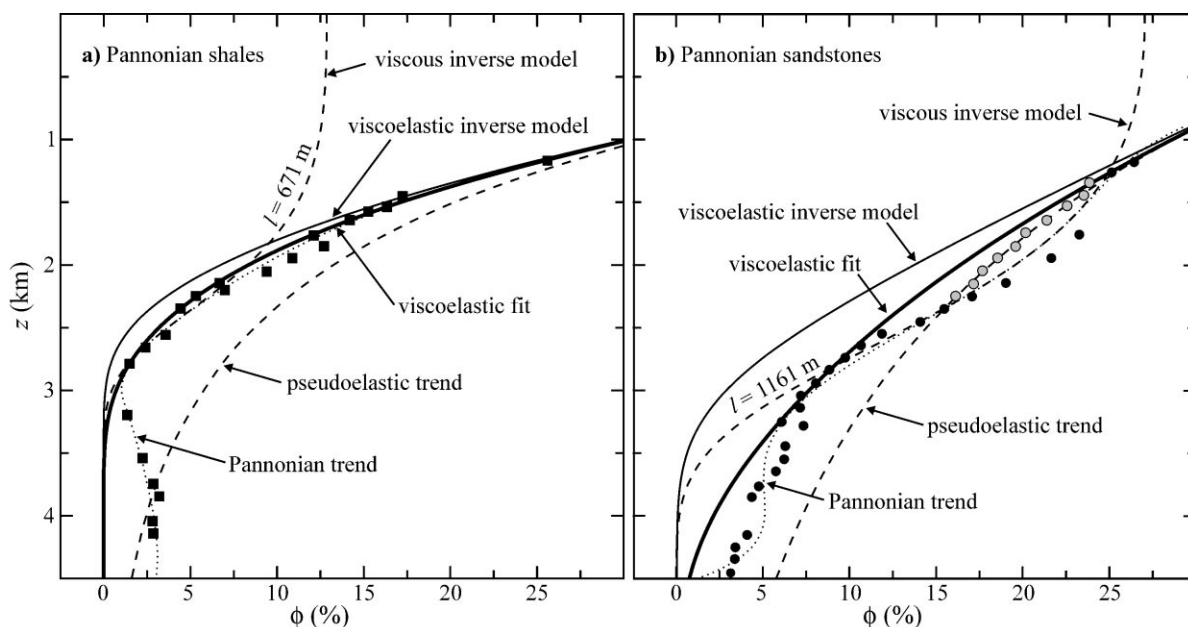 a) Pannonian shales
viscous inverse model
viscoelastic inverse model
l = 671 m
viscoelastic fit
pseudoelastic trend
Pannonian trend
z (km)
1
2
3
4
0 5 10 15 20 25 30
ϕ (%)
b) Pannonian sandstones
viscous inverse model
viscoelastic inverse model
viscoelastic fit
l = 1161 m
pseudoelastic trend
Pannonian trend
0 5 10 15 20 25
ϕ (%)